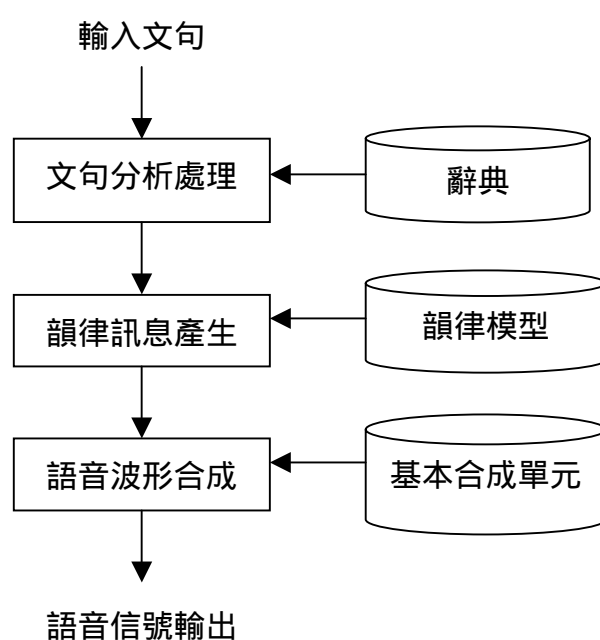 輸入文句
文句分析處理
辭典
韻律訊息產生
韻律模型
語音波形合成
基本合成單元
語音信號輸出